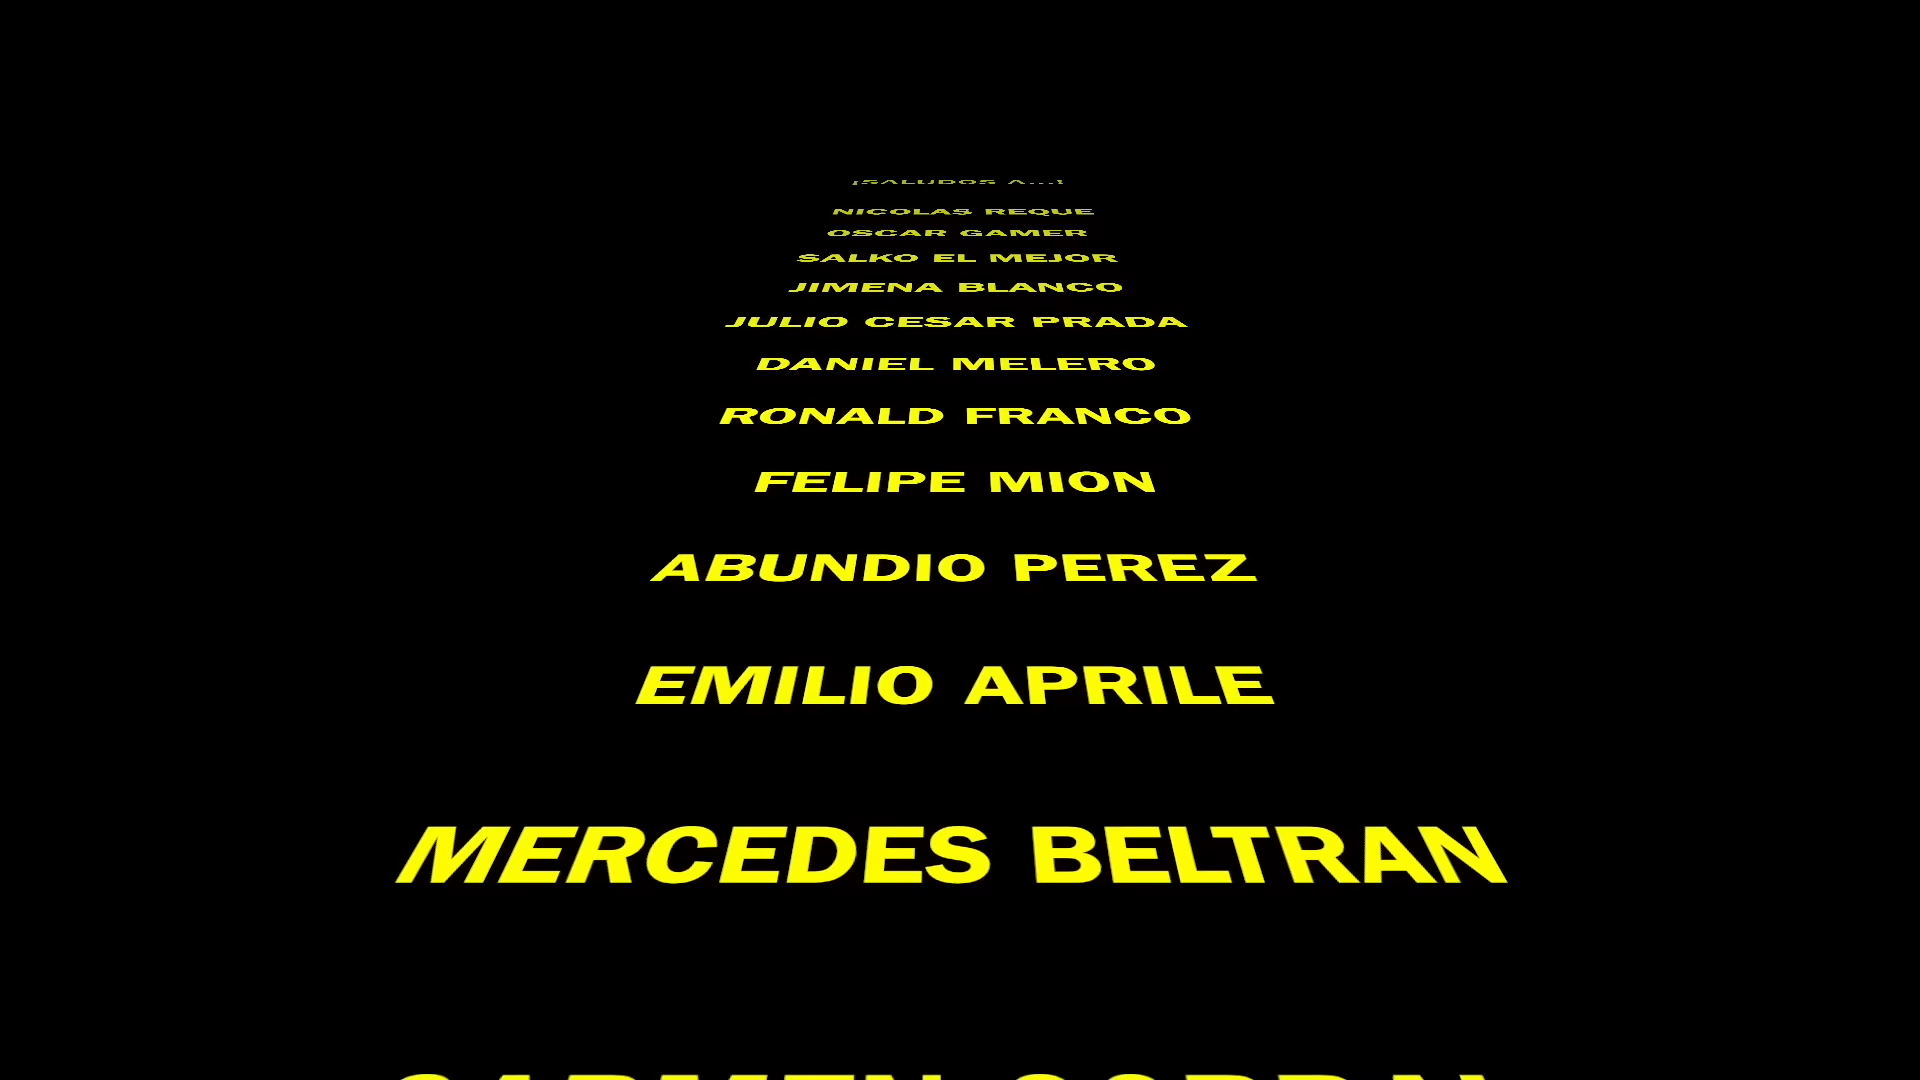 ¡SALUDOS A...!
NICOLAS REQUE
OSCAR GAMER
SALKO EL MEJOR
JIMENA BLANCO
JULIO CESAR PRADA
DANIEL MELERO
RONALD FRANCO
FELIPE MION
ABUNDIO PEREZ
EMILIO APRILE
MERCEDES BELTRAN
CARMEN